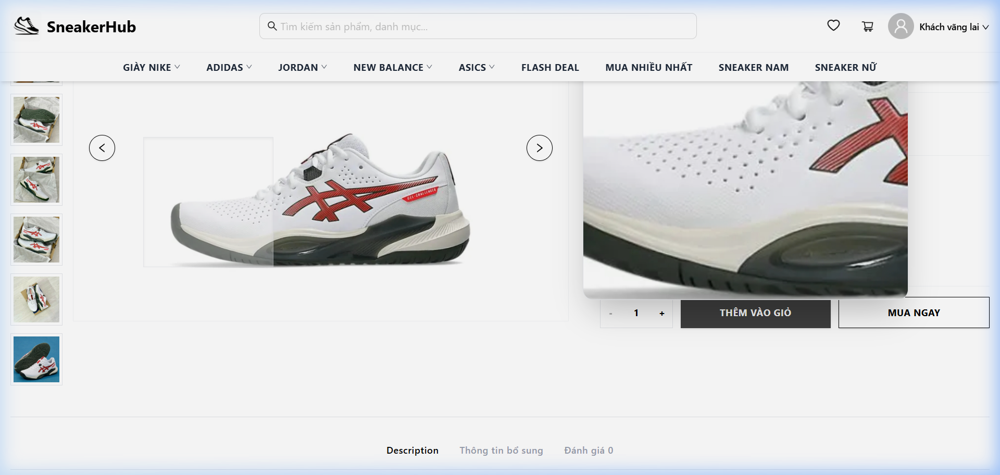 SneakerHub
Tìm kiếm sản phẩm, danh mục...
Khách vãng lai
GIÀY NIKE
ADIDAS
JORDAN
NEW BALANCE
ASICS
FLASH DEAL
MUA NHIỀU NHẤT
SNEAKER NAM
SNEAKER NỮ
GEL-CHALLENGER
- 1 +
THÊM VÀO GIỎ
MUA NGAY
Description
Thông tin bổ sung
Đánh giá 0